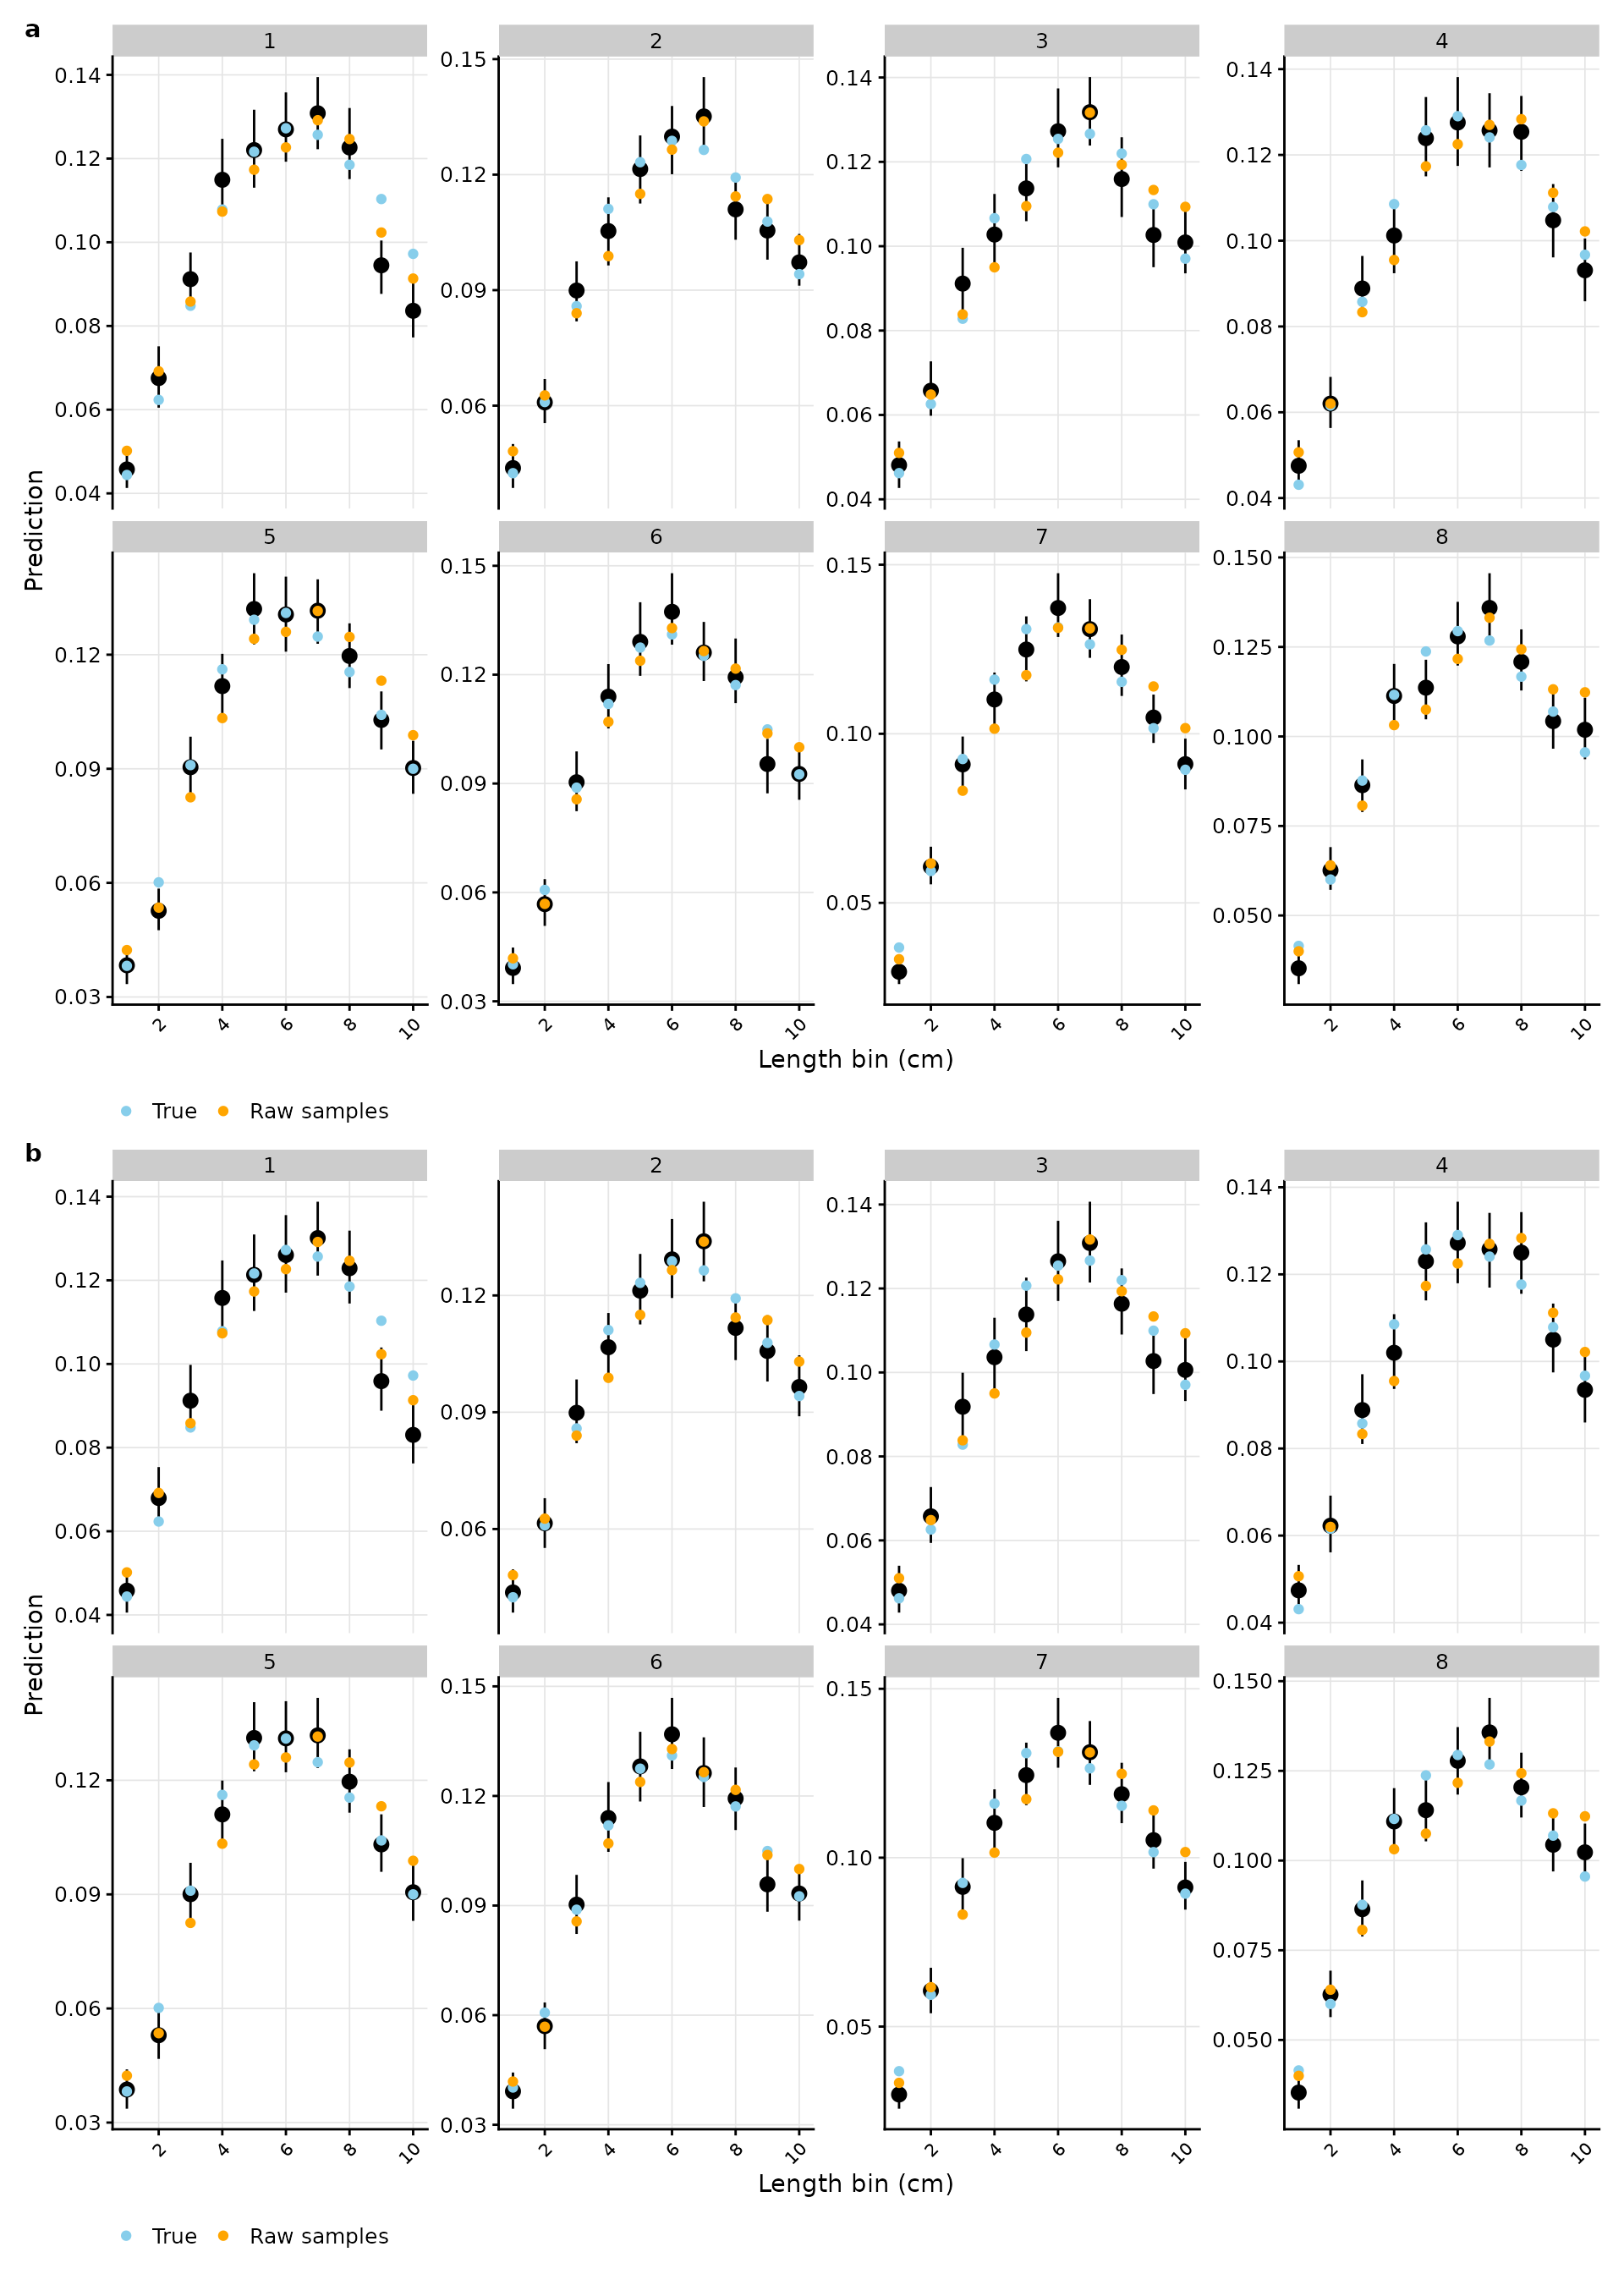 a
1 2 3 4
0.14 0.12 0.10 0.08 0.06 0.04
0.15 0.12 0.09 0.06
0.14 0.12 0.10 0.08 0.06 0.04
0.14 0.12 0.10 0.08 0.06 0.04
Prediction
5 6 7 8
0.12 0.09 0.06 0.03
0.15 0.12 0.09 0.06 0.03
0.15 0.10 0.05
0.150 0.125 0.100 0.075 0.050
2 4 6 8 10 2 4 6 8 10 2 4 6 8 10 2 4 6 8 10
Length bin (cm)
True Raw samples
b
1 2 3 4
0.14 0.12 0.10 0.08 0.06 0.04
0.12 0.09 0.06
0.14 0.12 0.10 0.08 0.06 0.04
0.14 0.12 0.10 0.08 0.06 0.04
Prediction
5 6 7 8
0.12 0.09 0.06 0.03
0.15 0.12 0.09 0.06 0.03
0.15 0.10 0.05
0.150 0.125 0.100 0.075 0.050
2 4 6 8 10 2 4 6 8 10 2 4 6 8 10 2 4 6 8 10
Length bin (cm)
True Raw samples